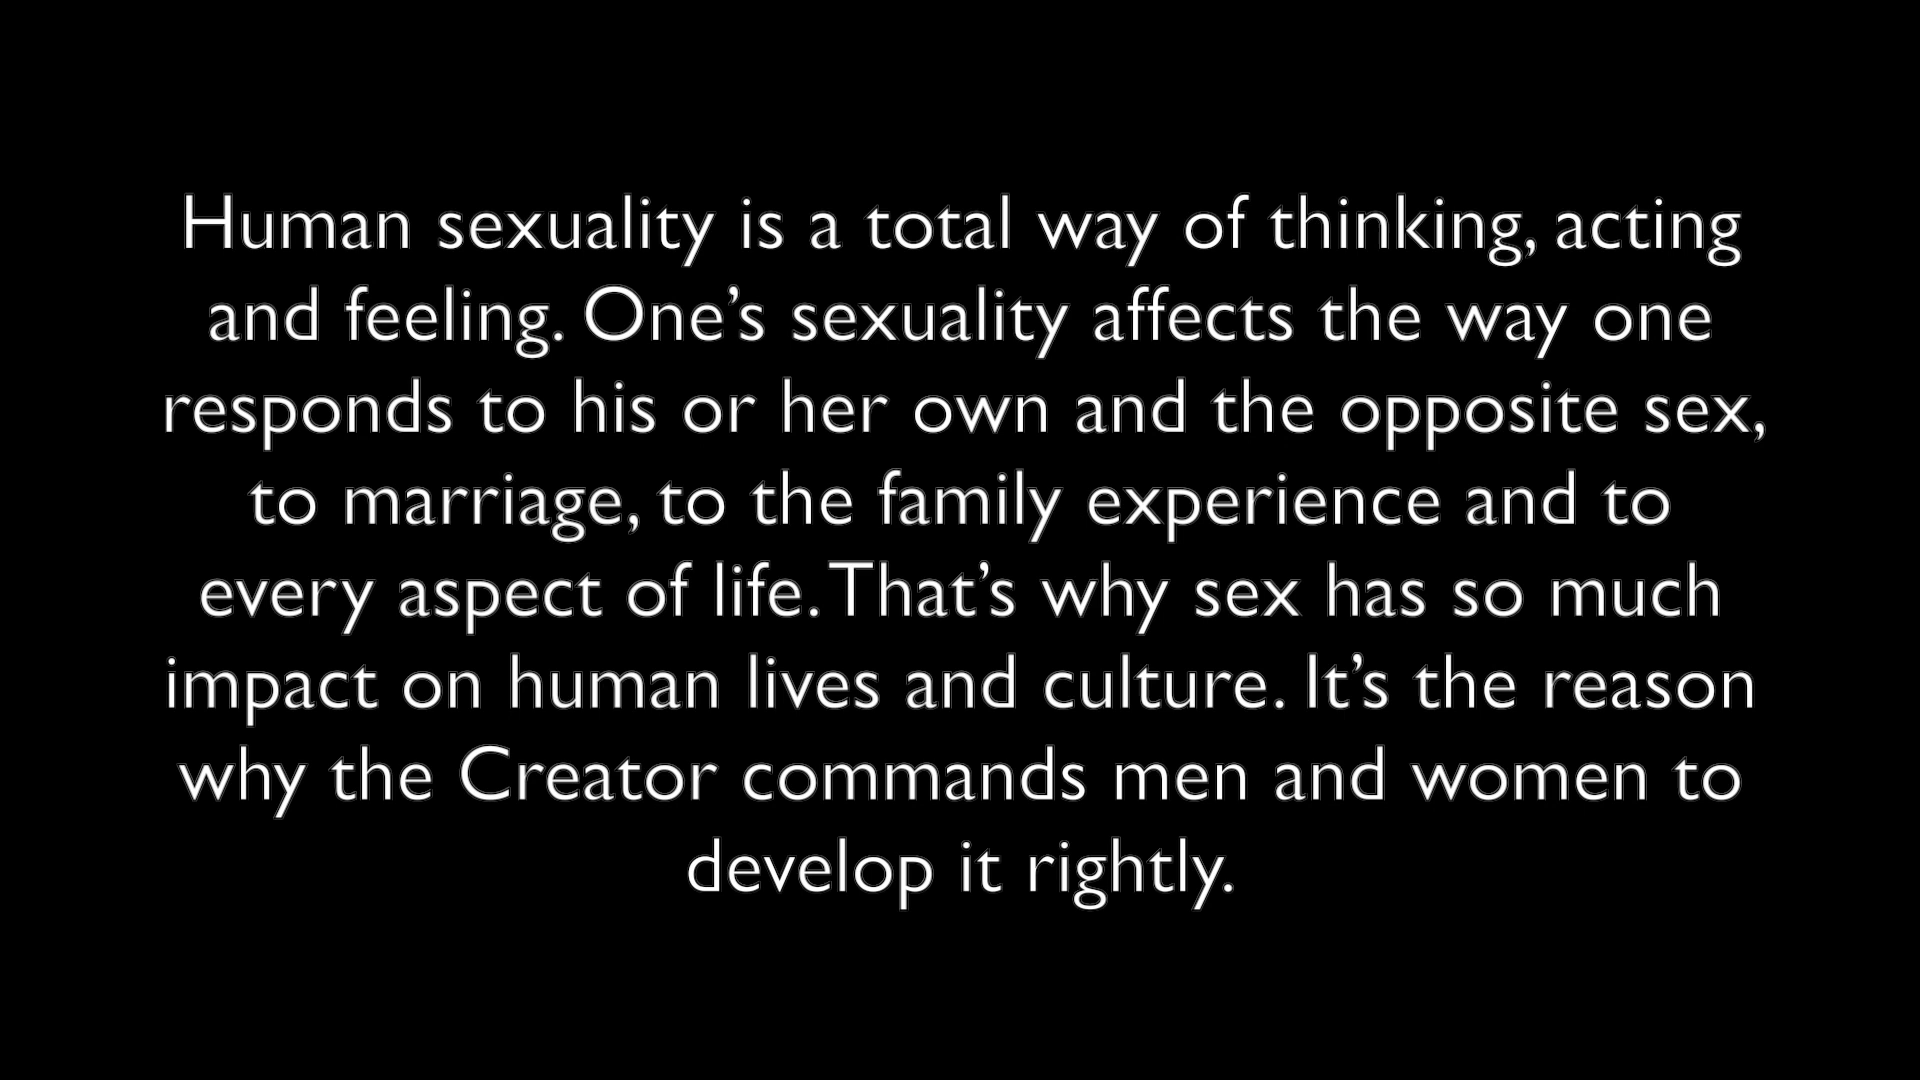 Human sexuality is a total way of thinking, acting
and feeling. One’s sexuality affects the way one
responds to his or her own and the opposite sex,
to marriage, to the family experience and to
every aspect of life. That’s why sex has so much
impact on human lives and culture. It’s the reason
why the Creator commands men and women to
develop it rightly.